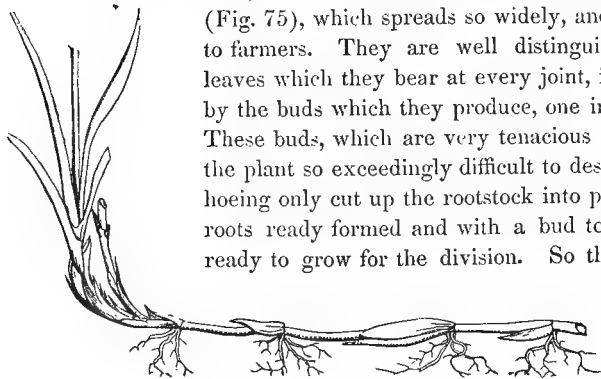 (Fig. 75), which spreads so widely, and
to farmers. They are well distingui
leaves which they bear at every joint, i
by the buds which they produce, one in
These buds, which are very tenacious
the plant so exceedingly difficult to des
hoeing only cut up the rootstock into p
roots ready formed and with a bud to
ready to grow for the division. So th